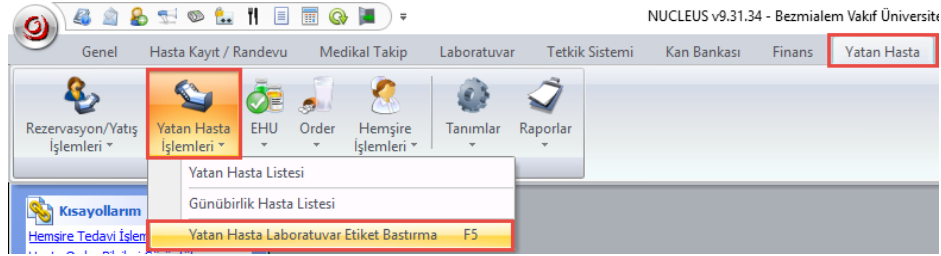 NUCLEUS v9.31.34 - Bezmialem Vakıf Üniversite
Genel Hasta Kayıt / Randevu Medikal Takip Laboratuvar Tetkik Sistemi Kan Bankası Finans Yatan Hasta
Rezervasyon/Yatış Yatan Hasta EHU Order Hemşire Tanımlar Raporlar
İşlemleri İşlemleri İşlemleri
Yatan Hasta Listesi
Günübirlik Hasta Listesi
Kısayollarım
Yatan Hasta Laboratuvar Etiket Bastırma F5
Hemşire Tedavi İşlem